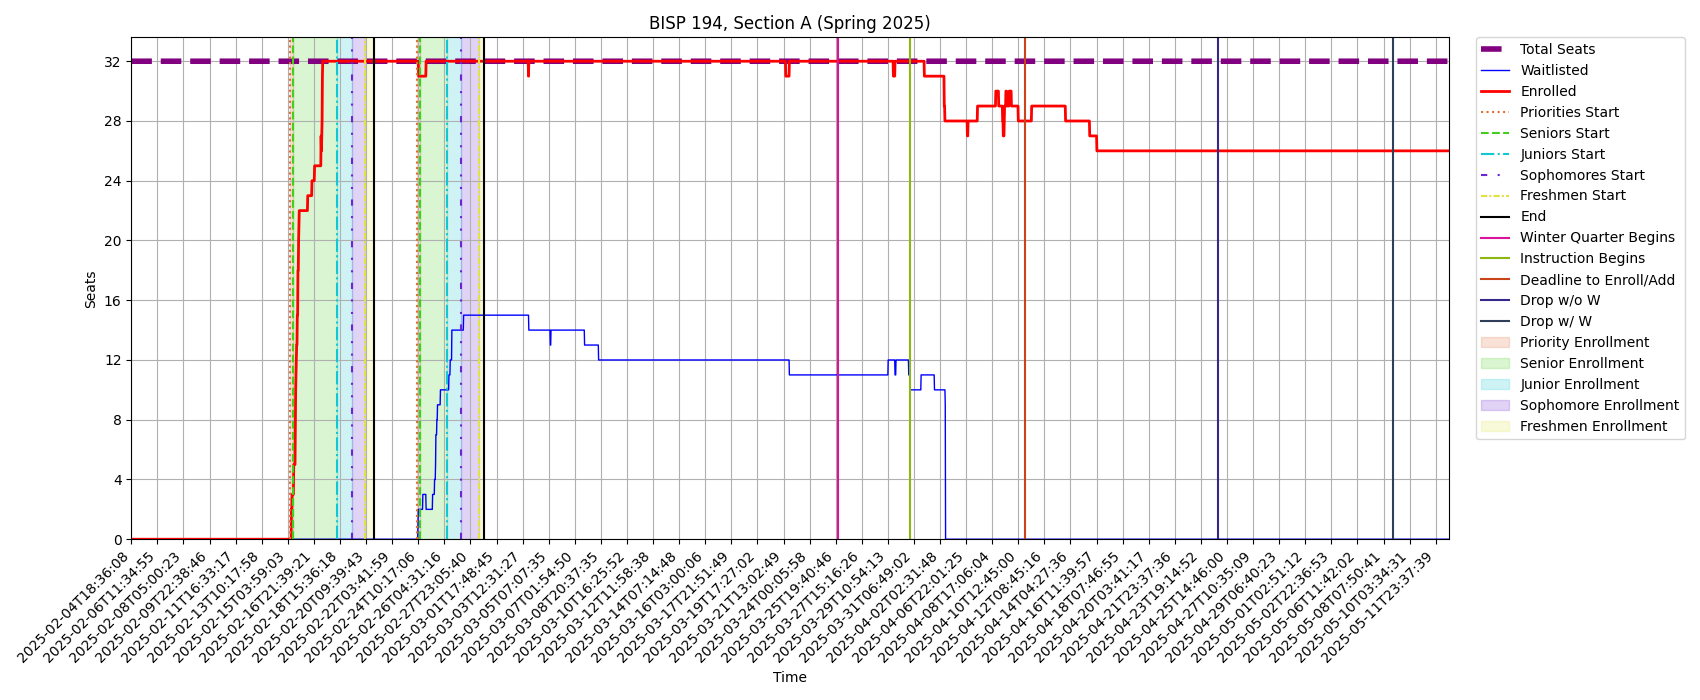 BISP 194, Section A (Spring 2025)
Seats
32
28
24
20
16
12
8
4
0
2025-02-04T18:36:08
2025-02-06T11:34:55
2025-02-08T05:00:23
2025-02-09T22:38:46
2025-02-11T16:33:17
2025-02-13T10:17:58
2025-02-15T03:59:03
2025-02-16T21:39:21
2025-02-18T15:36:18
2025-02-20T09:39:43
2025-02-22T03:41:59
2025-02-24T10:17:06
2025-02-26T04:31:16
2025-02-27T23:05:40
2025-03-01T17:48:45
2025-03-03T12:31:27
2025-03-05T07:07:35
2025-03-07T01:54:50
2025-03-08T20:37:35
2025-03-10T16:25:52
2025-03-12T11:58:38
2025-03-14T07:14:48
2025-03-16T03:00:06
2025-03-17T21:51:49
2025-03-19T17:27:02
2025-03-21T13:02:49
2025-03-24T00:05:58
2025-03-25T19:40:46
2025-03-27T15:16:26
2025-03-29T10:54:13
2025-03-31T06:49:02
2025-04-02T02:31:48
2025-04-06T22:01:25
2025-04-08T17:06:04
2025-04-10T12:45:00
2025-04-12T08:45:16
2025-04-14T04:27:36
2025-04-16T11:39:57
2025-04-18T07:46:55
2025-04-20T03:41:17
2025-04-21T23:37:36
2025-04-23T19:14:52
2025-04-25T14:46:00
2025-04-27T10:35:09
2025-04-29T06:40:23
2025-05-01T02:51:12
2025-05-02T22:36:53
2025-05-06T11:42:02
2025-05-08T07:50:41
2025-05-10T03:34:31
2025-05-11T23:37:39
Time
Total Seats
Waitlisted
Enrolled
Priorities Start
Seniors Start
Juniors Start
Sophomores Start
Freshmen Start
End
Winter Quarter Begins
Instruction Begins
Deadline to Enroll/Add
Drop w/o W
Drop w/ W
Priority Enrollment
Senior Enrollment
Junior Enrollment
Sophomore Enrollment
Freshmen Enrollment